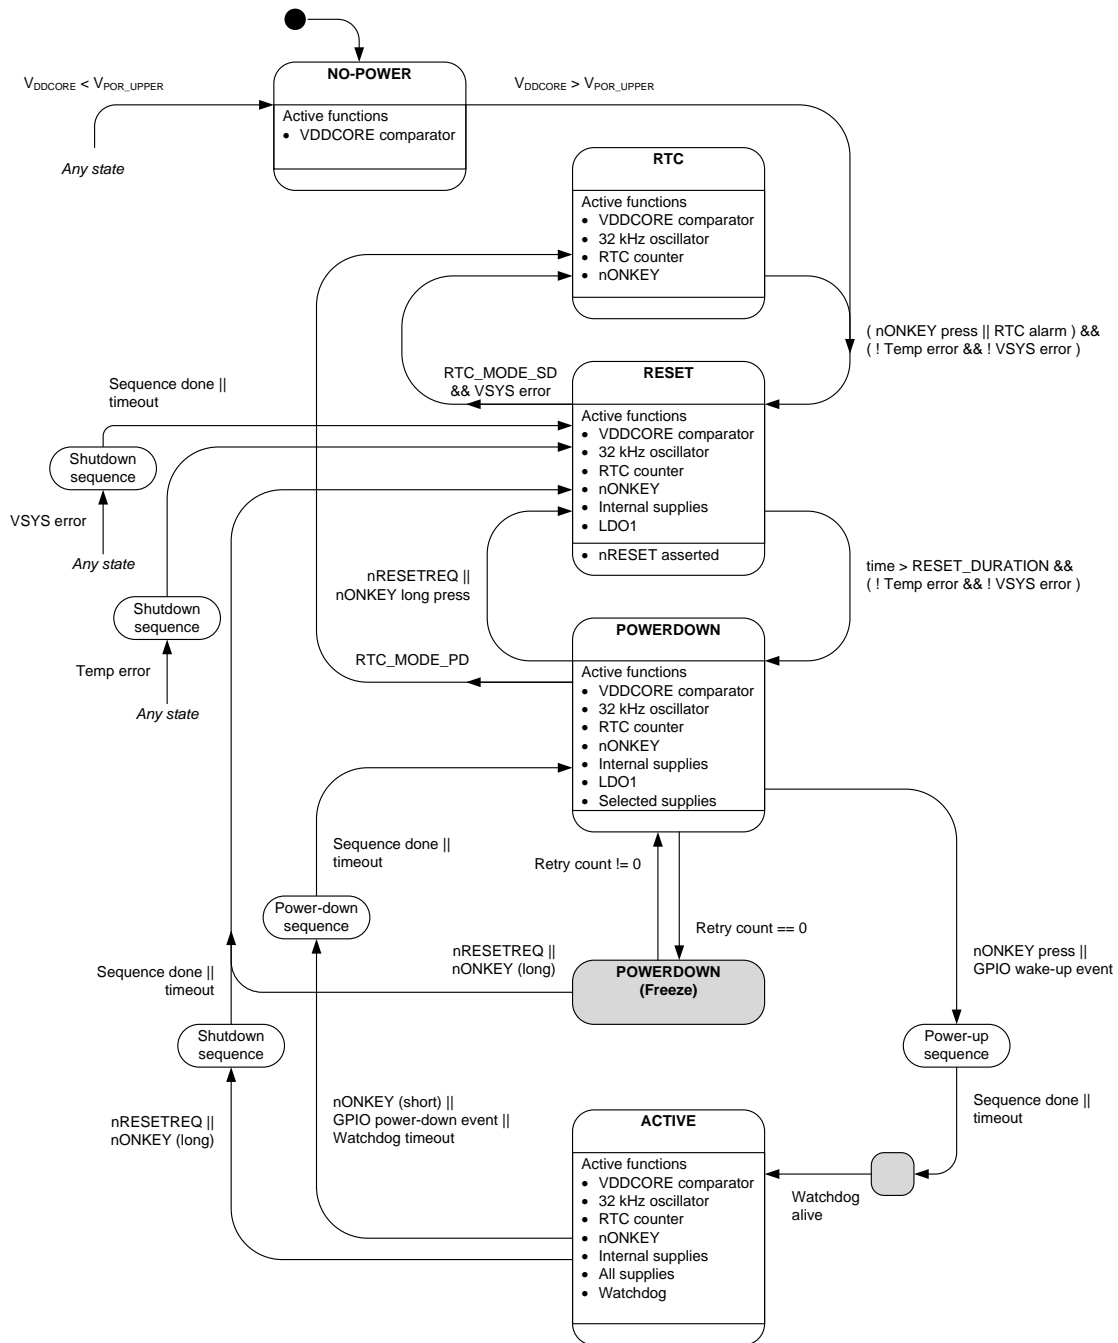 NO-POWER
V_DDCORE < V_POR_UPPER
V_DDCORE > V_POR_UPPER
Active functions
• VDDCORE comparator
Any state
RTC
Active functions
• VDDCORE comparator
• 32 kHz oscillator
• RTC counter
• nONKEY
( nONKEY press || RTC alarm ) &&
( ! Temp error && ! VSYS error )
RTC_MODE_SD
&& VSYS error
RESET
Sequence done ||
timeout
Active functions
• VDDCORE comparator
• 32 kHz oscillator
• RTC counter
• nONKEY
• Internal supplies
• LDO1
• nRESET asserted
Shutdown
sequence
VSYS error
Any state
nRESETREQ ||
nONKEY long press
time > RESET_DURATION &&
( ! Temp error && ! VSYS error )
Shutdown
sequence
Temp error
Any state
RTC_MODE_PD
POWERDOWN
Active functions
• VDDCORE comparator
• 32 kHz oscillator
• RTC counter
• nONKEY
• Internal supplies
• LDO1
• Selected supplies
Sequence done ||
timeout
Retry count != 0
Power-down
sequence
Retry count == 0
nRESETREQ ||
nONKEY (long)
POWERDOWN
(Freeze)
nONKEY press ||
GPIO wake-up event
Sequence done ||
timeout
Shutdown
sequence
Power-up
sequence
nRESETREQ ||
nONKEY (long)
nONKEY (short) ||
GPIO power-down event ||
Watchdog timeout
Sequence done ||
timeout
ACTIVE
Active functions
• VDDCORE comparator
• 32 kHz oscillator
• RTC counter
• nONKEY
• Internal supplies
• All supplies
• Watchdog
Watchdog
alive